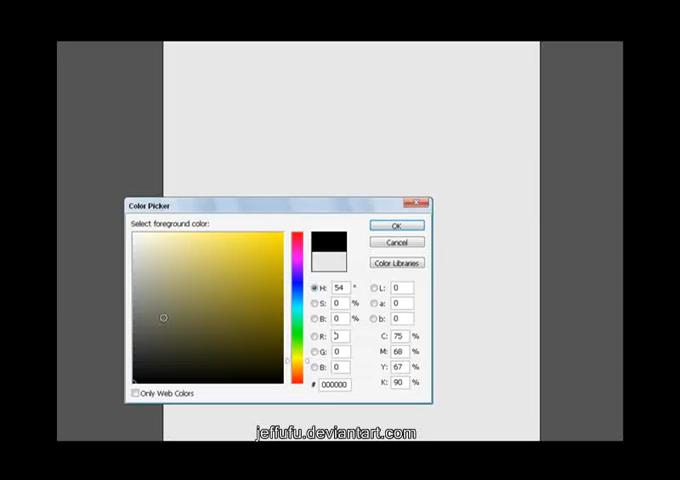 Color Picker
Select foreground color:
OK
Cancel
Color Libraries
H: 54 °
S: 0 %
B: 0 %
R:
G: 0
B: 0
# 000000
L: 0
a: 0
b: 0
C: 75 %
M: 68 %
Y: 67 %
K: 90 %
Only Web Colors
jeffufu.deviantart.com